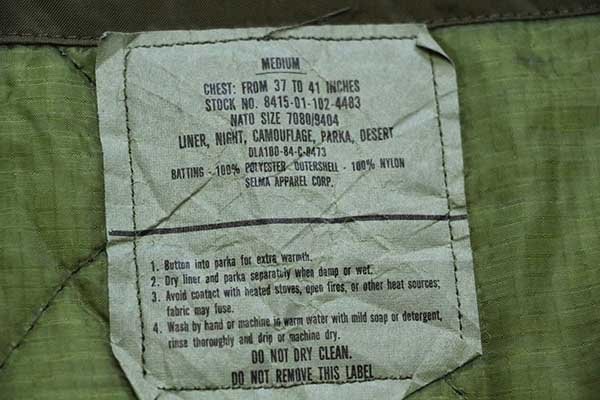 MEDIUM
CHEST: FROM 37 TO 41 INCHES
STOCK NO. 8415-01-102-4483
NATO SIZE 7080/9404
LINER, NIGHT, CAMOUFLAGE, PARKA, DESERT
DLA100-84-C-0473
BATTING - 100% POLYESTER OUTERSHELL - 100% NYLON
SELMA APPAREL CORP.
1. Button into parka for extra warmth.
2. Dry liner and parka separately when damp or wet.
3. Avoid contact with heated stoves, open fires, or other heat sources;
fabric may fuse.
4. Wash by hand or machine in warm water with mild soap or detergent,
rinse thoroughly and drip or machine dry.
DO NOT DRY CLEAN.
DO NOT REMOVE THIS LABEL